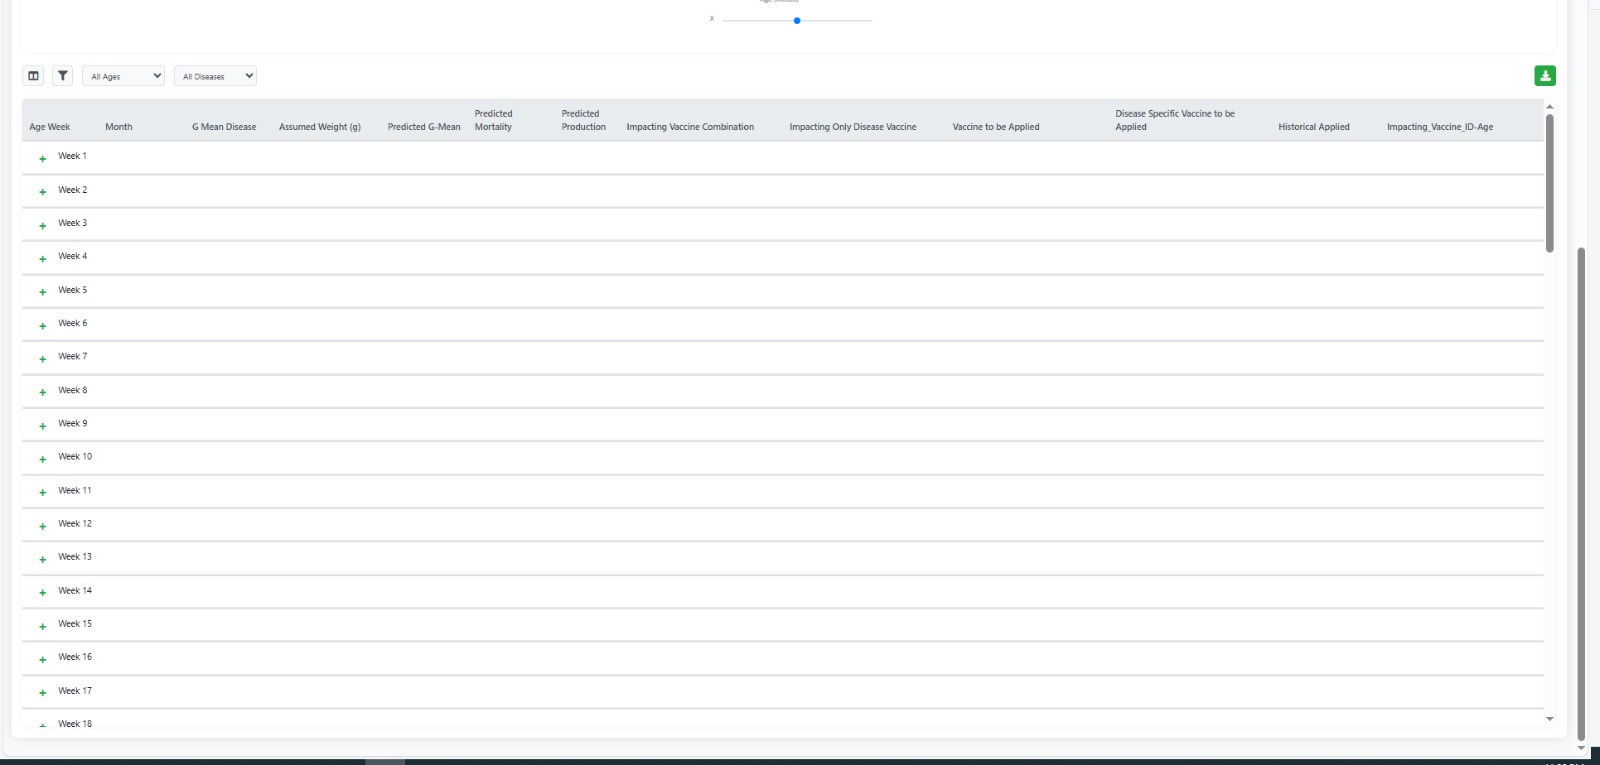 X
All Ages
All Diseases
Age Week Month G Mean Disease Assumed Weight (g) Predicted G-Mean Predicted Mortality Predicted Production Impacting Vaccine Combination Impacting Only Disease Vaccine Vaccine to be Applied Disease Specific Vaccine to be Applied Historical Applied Impacting_Vaccine_ID-Age
+ Week 1
+ Week 2
+ Week 3
+ Week 4
+ Week 5
+ Week 6
+ Week 7
+ Week 8
+ Week 9
+ Week 10
+ Week 11
+ Week 12
+ Week 13
+ Week 14
+ Week 15
+ Week 16
+ Week 17
+ Week 18